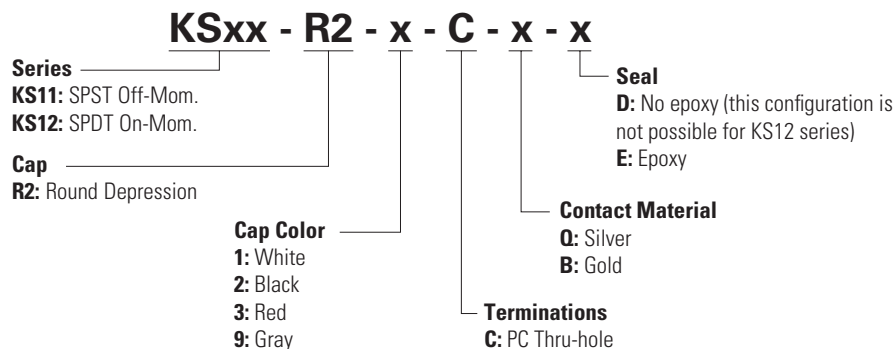 KSxx - R2 - x - C - x - x
Series
KS11: SPST Off-Mom.
KS12: SPDT On-Mom.
Cap
R2: Round Depression
Cap Color
1: White
2: Black
3: Red
9: Gray
Terminations
C: PC Thru-hole
Contact Material
Q: Silver
B: Gold
Seal
D: No epoxy (this configuration is
not possible for KS12 series)
E: Epoxy